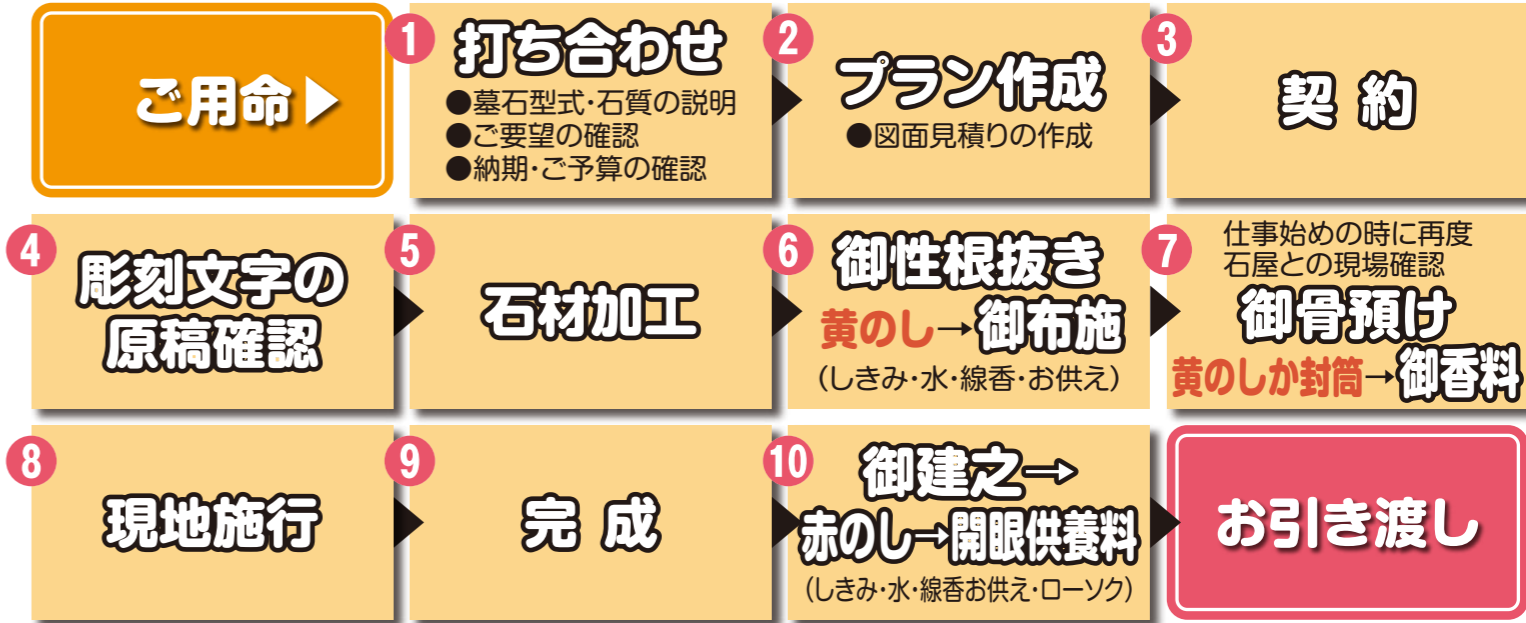 ご用命▶
1
打ち合わせ
●墓石型式・石質の説明
●ご要望の確認
●納期・ご予算の確認
2
プラン作成
●図面見積りの作成
3
契 約
4
彫刻文字の
原稿確認
5
石材加工
6
御性根抜き
黄のし→御布施
(しきみ・水・線香・お供え)
7
仕事始めの時に再度
石屋との現場確認
御骨預け
黄のしか封筒→御香料
8
現地施行
9
完 成
10
御建之→
赤のし→開眼供養料
(しきみ・水・線香お供え・ローソク)
お引き渡し